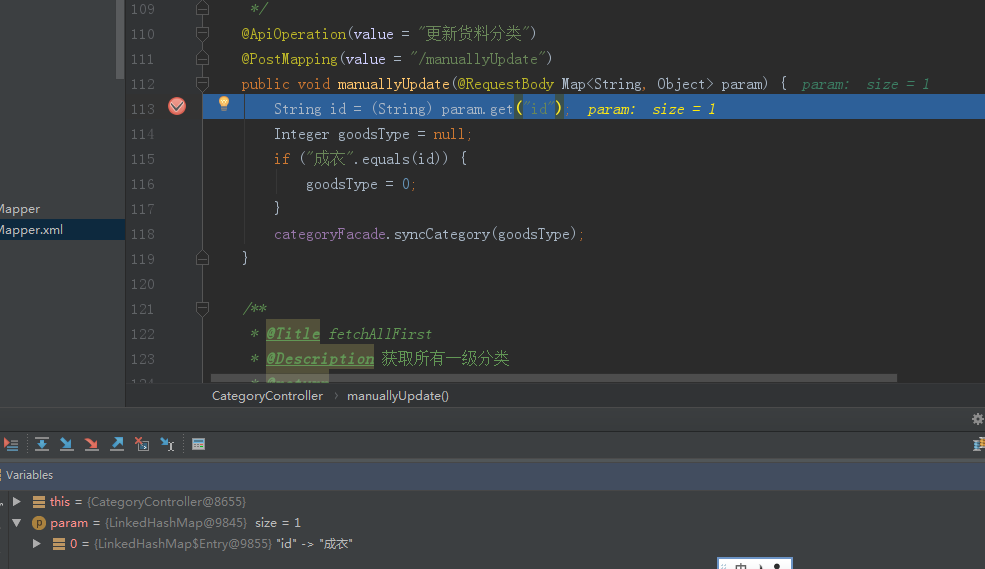 109 */
110 @ApiOperation(value = "更新货料分类")
111 @PostMapping(value = "/manuallyUpdate")
112 public void manuallyUpdate(@RequestBody Map<String, Object> param) { param: size = 1
113 String id = (String) param.get("id"); param: size = 1
114 Integer goodsType = null;
115 if ("成衣".equals(id)) {
116 goodsType = 0;
117 }
Mapper
118 categoryFacade.syncCategory(goodsType);
Mapper.xml
119 }
120
121 /**
122 * @Title fetchAllFirst
123 * @Description 获取所有一级分类
CategoryController › manuallyUpdate()
Variables
this = {CategoryController@8655}
p param = {LinkedHashMap@9845} size = 1
0 = {LinkedHashMap$Entry@9855} "id" -> "成衣"